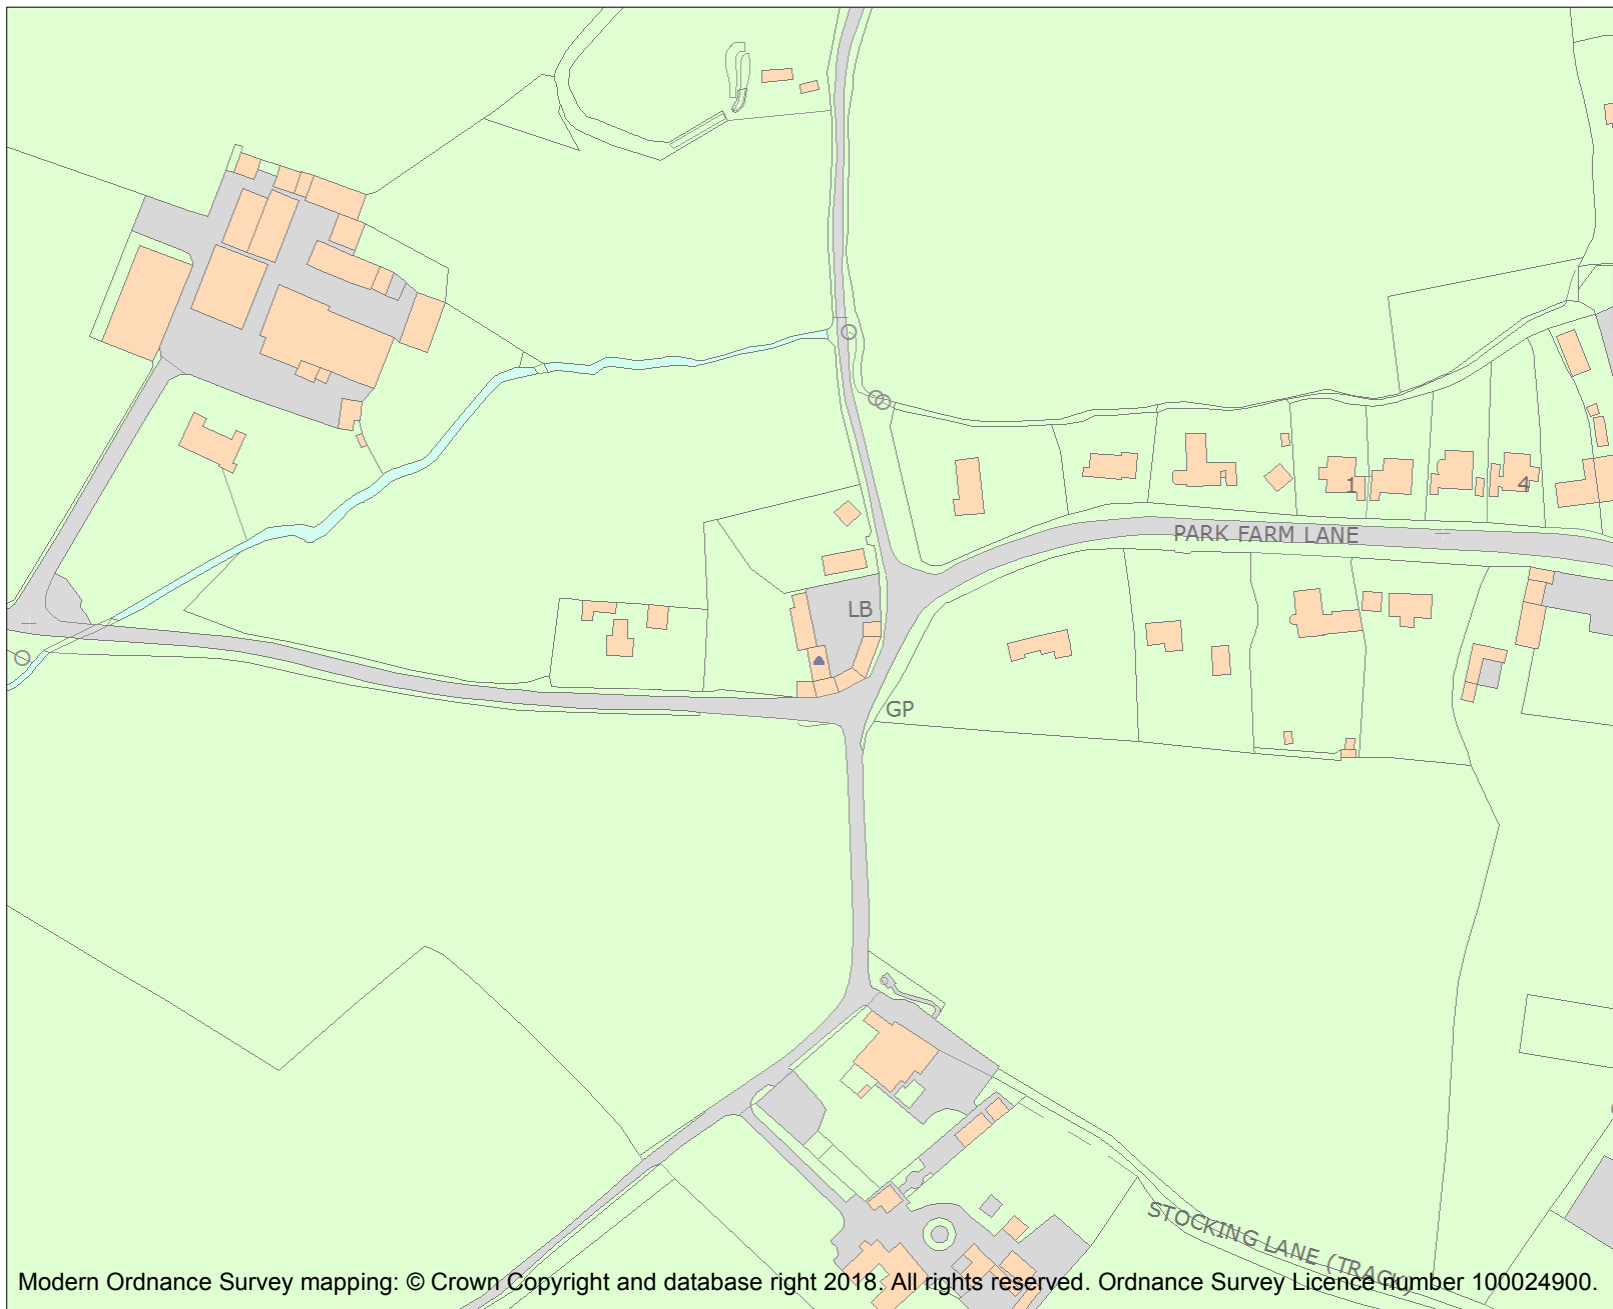 1
4
PARK FARM LANE
LB
GP
STOCKING LANE (TRACK)
Modern Ordnance Survey mapping: © Crown Copyright and database right 2018. All rights reserved. Ordnance Survey Licence number 100024900.